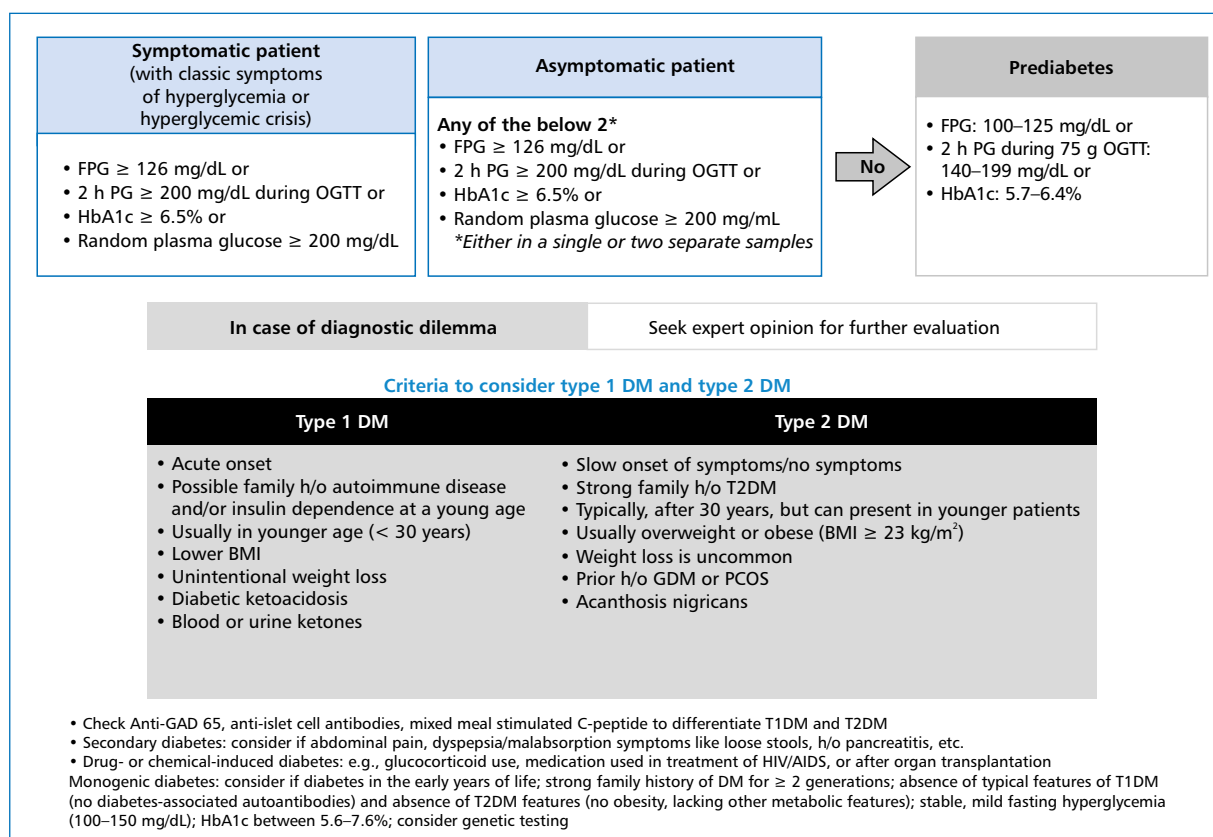 Symptomatic patient
(with classic symptoms
of hyperglycemia or
hyperglycemic crisis)
• FPG ≥ 126 mg/dL or
• 2 h PG ≥ 200 mg/dL during OGTT or
• HbA1c ≥ 6.5% or
• Random plasma glucose ≥ 200 mg/dL
Asymptomatic patient
Any of the below 2*
• FPG ≥ 126 mg/dL or
• 2 h PG ≥ 200 mg/dL during OGTT or
• HbA1c ≥ 6.5% or
• Random plasma glucose ≥ 200 mg/mL
*Either in a single or two separate samples
No
Prediabetes
• FPG: 100–125 mg/dL or
• 2 h PG during 75 g OGTT:
140–199 mg/dL or
• HbA1c: 5.7–6.4%
In case of diagnostic dilemma
Seek expert opinion for further evaluation
Criteria to consider type 1 DM and type 2 DM
Type 1 DM
• Acute onset
• Possible family h/o autoimmune disease
and/or insulin dependence at a young age
• Usually in younger age (< 30 years)
• Lower BMI
• Unintentional weight loss
• Diabetic ketoacidosis
• Blood or urine ketones
Type 2 DM
• Slow onset of symptoms/no symptoms
• Strong family h/o T2DM
• Typically, after 30 years, but can present in younger patients
• Usually overweight or obese (BMI ≥ 23 kg/m²)
• Weight loss is uncommon
• Prior h/o GDM or PCOS
• Acanthosis nigricans
• Check Anti-GAD 65, anti-islet cell antibodies, mixed meal stimulated C-peptide to differentiate T1DM and T2DM
• Secondary diabetes: consider if abdominal pain, dyspepsia/malabsorption symptoms like loose stools, h/o pancreatitis, etc.
• Drug- or chemical-induced diabetes: e.g., glucocorticoid use, medication used in treatment of HIV/AIDS, or after organ transplantation
Monogenic diabetes: consider if diabetes in the early years of life; strong family history of DM for ≥ 2 generations; absence of typical features of T1DM
(no diabetes-associated autoantibodies) and absence of T2DM features (no obesity, lacking other metabolic features); stable, mild fasting hyperglycemia
(100–150 mg/dL); HbA1c between 5.6–7.6%; consider genetic testing